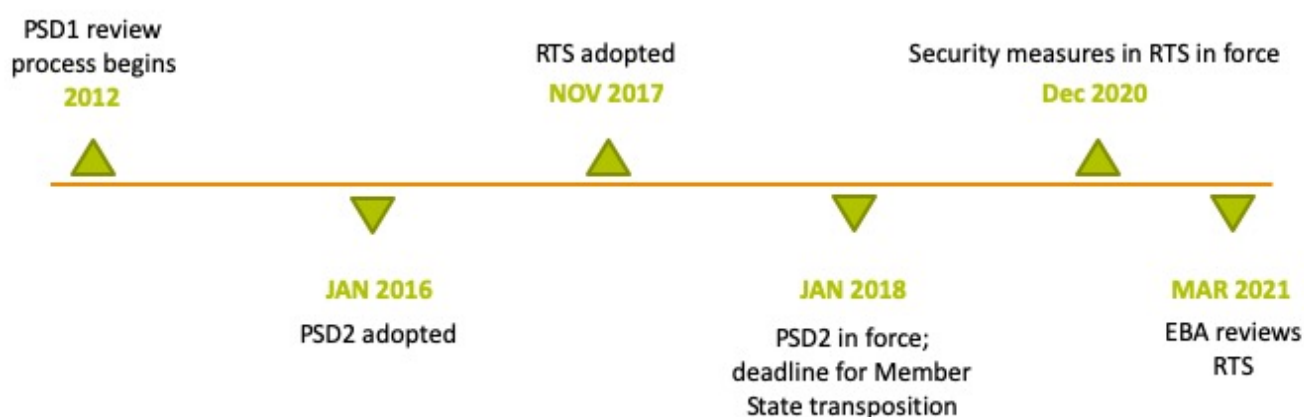 PSD1 review
process begins
2012
RTS adopted
NOV 2017
Security measures in RTS in force
Dec 2020
JAN 2016
PSD2 adopted
JAN 2018
PSD2 in force;
deadline for Member
State transposition
MAR 2021
EBA reviews
RTS